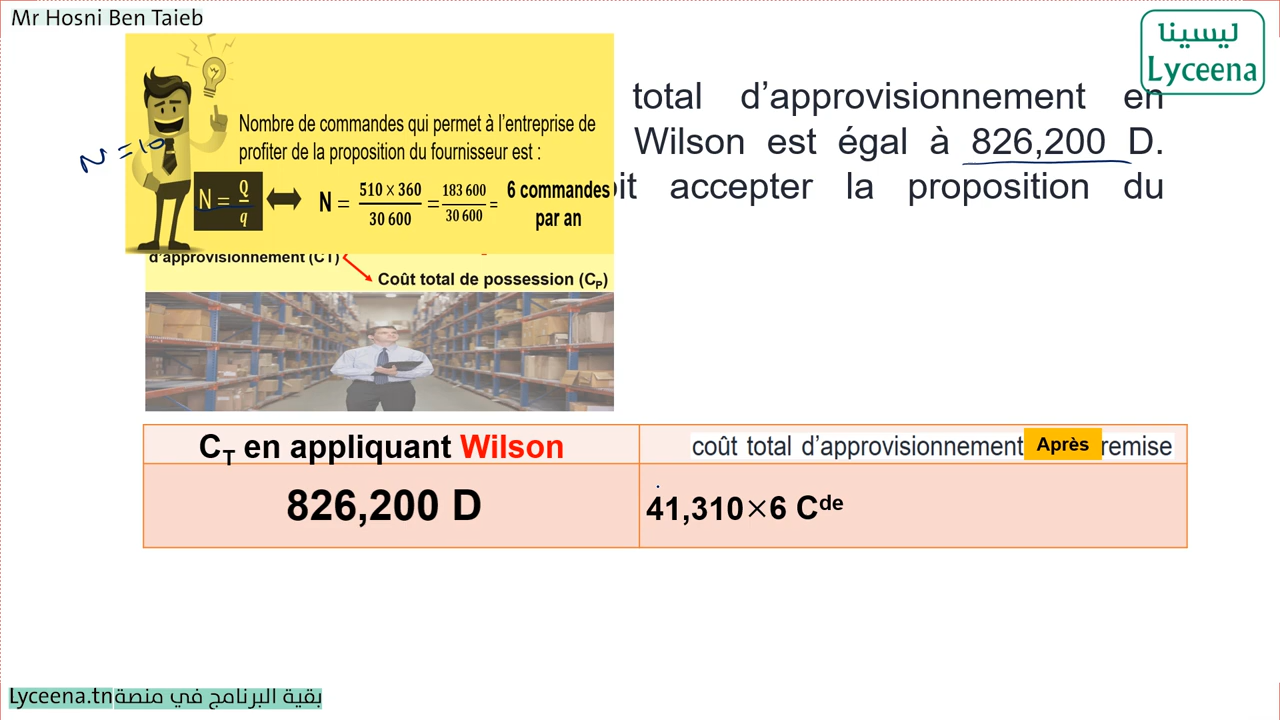 Mr Hosni Ben Taieb
ليسينا
Lyceena
total d’approvisionnement en
Wilson est égal à 826,200 D.
it accepter la proposition du
Nombre de commandes qui permet à l’entreprise de
profiter de la proposition du fournisseur est :
N = 10
N = Q/q ⟺ N = 510 × 360 / 30 600 = 183 600 / 30 600 = 6 commandes
par an
d’approvisionnement (CT)
Coût total de possession (CP)
CT en appliquant Wilson
coût total d’approvisionnement Après remise
826,200 D
41,310×6 Cde
Lyceena.tn بقية البرنامج في منصة